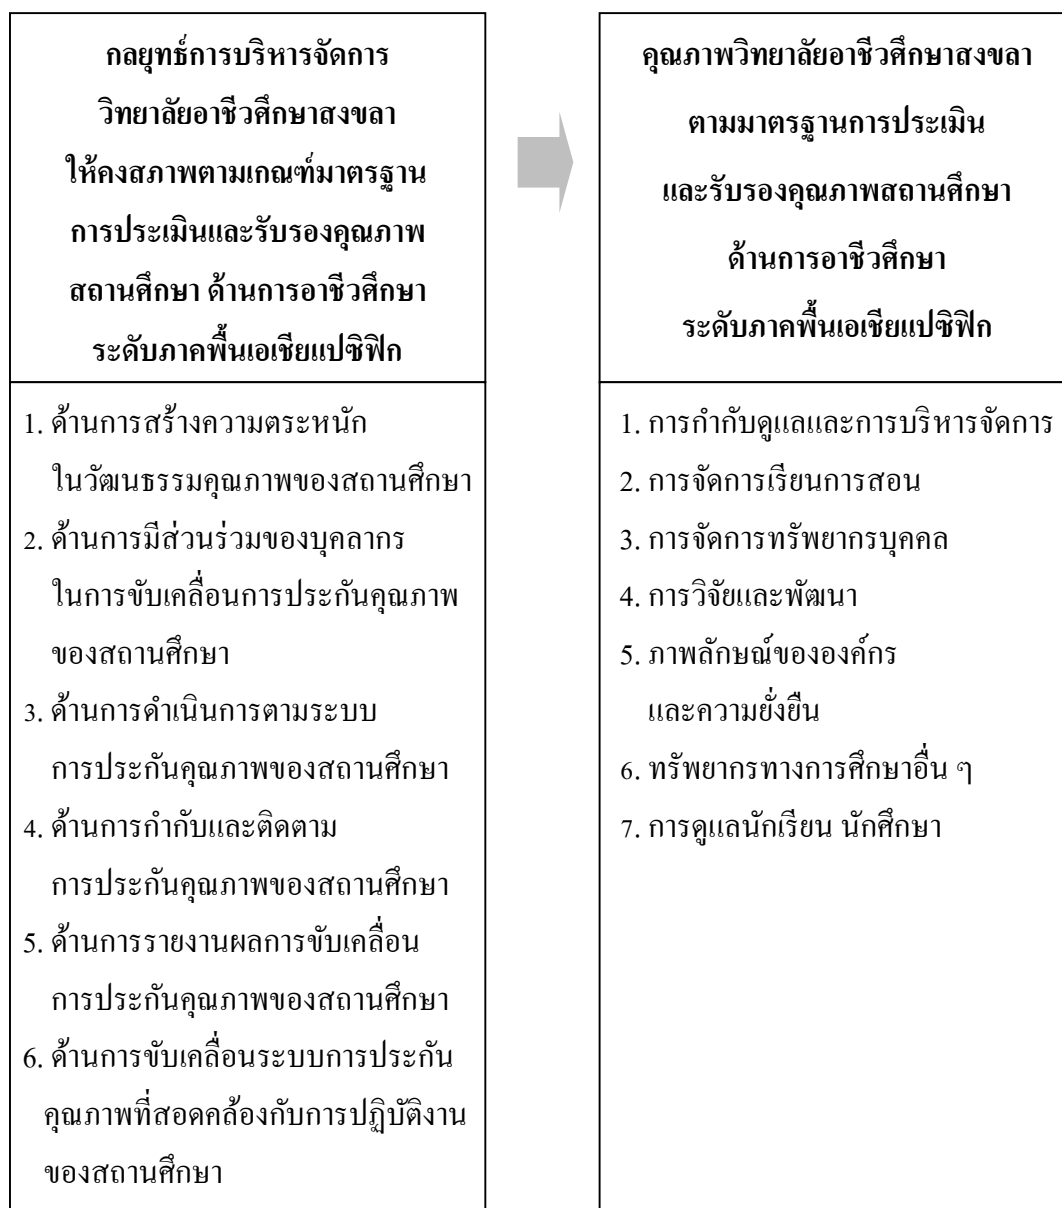 กลยุทธ์การบริหารจัดการ
วิทยาลัยอาชีวศึกษาสงขลา
ให้คงสภาพตามเกณฑ์มาตรฐาน
การประเมินและรับรองคุณภาพ
สถานศึกษา ด้านการอาชีวศึกษา
ระดับภาคพื้นเอเชียแปซิฟิก
1. ด้านการสร้างความตระหนัก
ในวัฒนธรรมคุณภาพของสถานศึกษา
2. ด้านการมีส่วนร่วมของบุคลากร
ในการขับเคลื่อนการประกันคุณภาพ
ของสถานศึกษา
3. ด้านการดำเนินการตามระบบ
การประกันคุณภาพของสถานศึกษา
4. ด้านการกำกับและติดตาม
การประกันคุณภาพของสถานศึกษา
5. ด้านการรายงานผลการขับเคลื่อน
การประกันคุณภาพของสถานศึกษา
6. ด้านการขับเคลื่อนระบบการประกัน
คุณภาพที่สอดคล้องกับการปฏิบัติงาน
ของสถานศึกษา
คุณภาพวิทยาลัยอาชีวศึกษาสงขลา
ตามมาตรฐานการประเมิน
และรับรองคุณภาพสถานศึกษา
ด้านการอาชีวศึกษา
ระดับภาคพื้นเอเชียแปซิฟิก
1. การกำกับดูแลและการบริหารจัดการ
2. การจัดการเรียนการสอน
3. การจัดการทรัพยากรบุคคล
4. การวิจัยและพัฒนา
5. ภาพลักษณ์ขององค์กร
และความยั่งยืน
6. ทรัพยากรทางการศึกษาอื่น ๆ
7. การดูแลนักเรียน นักศึกษา